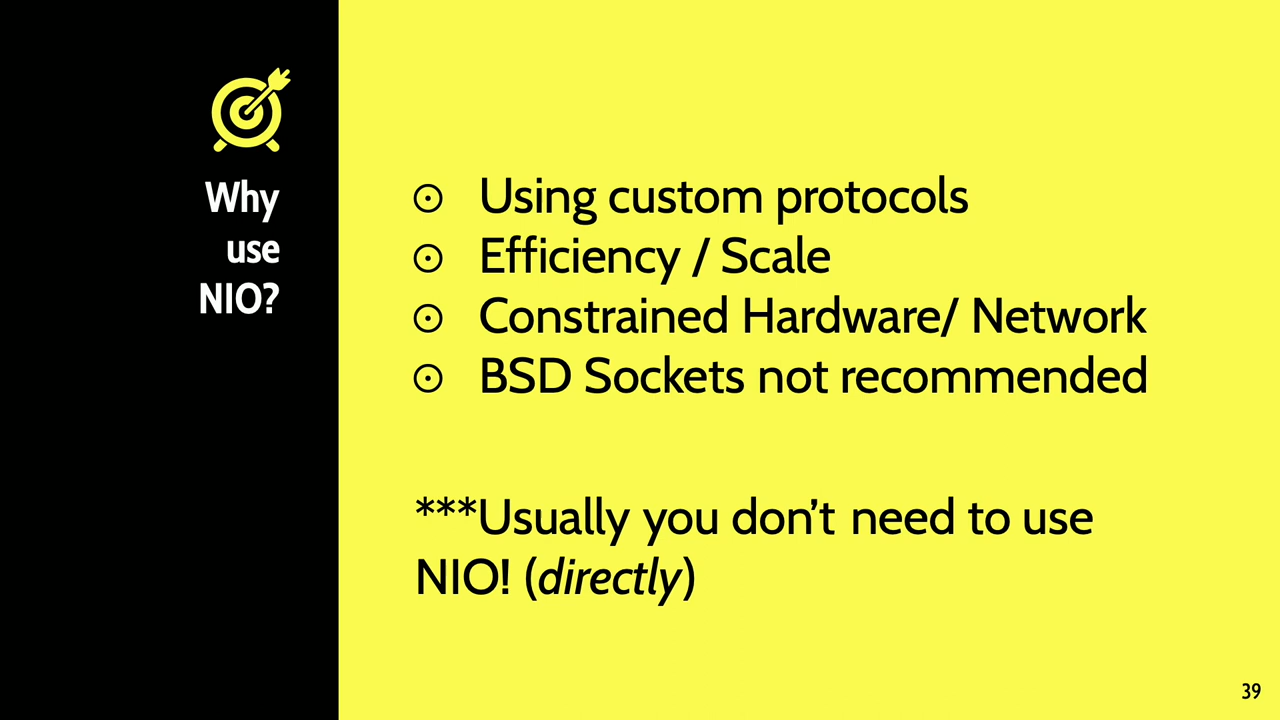 Why
use
NIO?
Using custom protocols
Efficiency / Scale
Constrained Hardware/ Network
BSD Sockets not recommended
***Usually you don’t need to use
NIO! (directly)
39